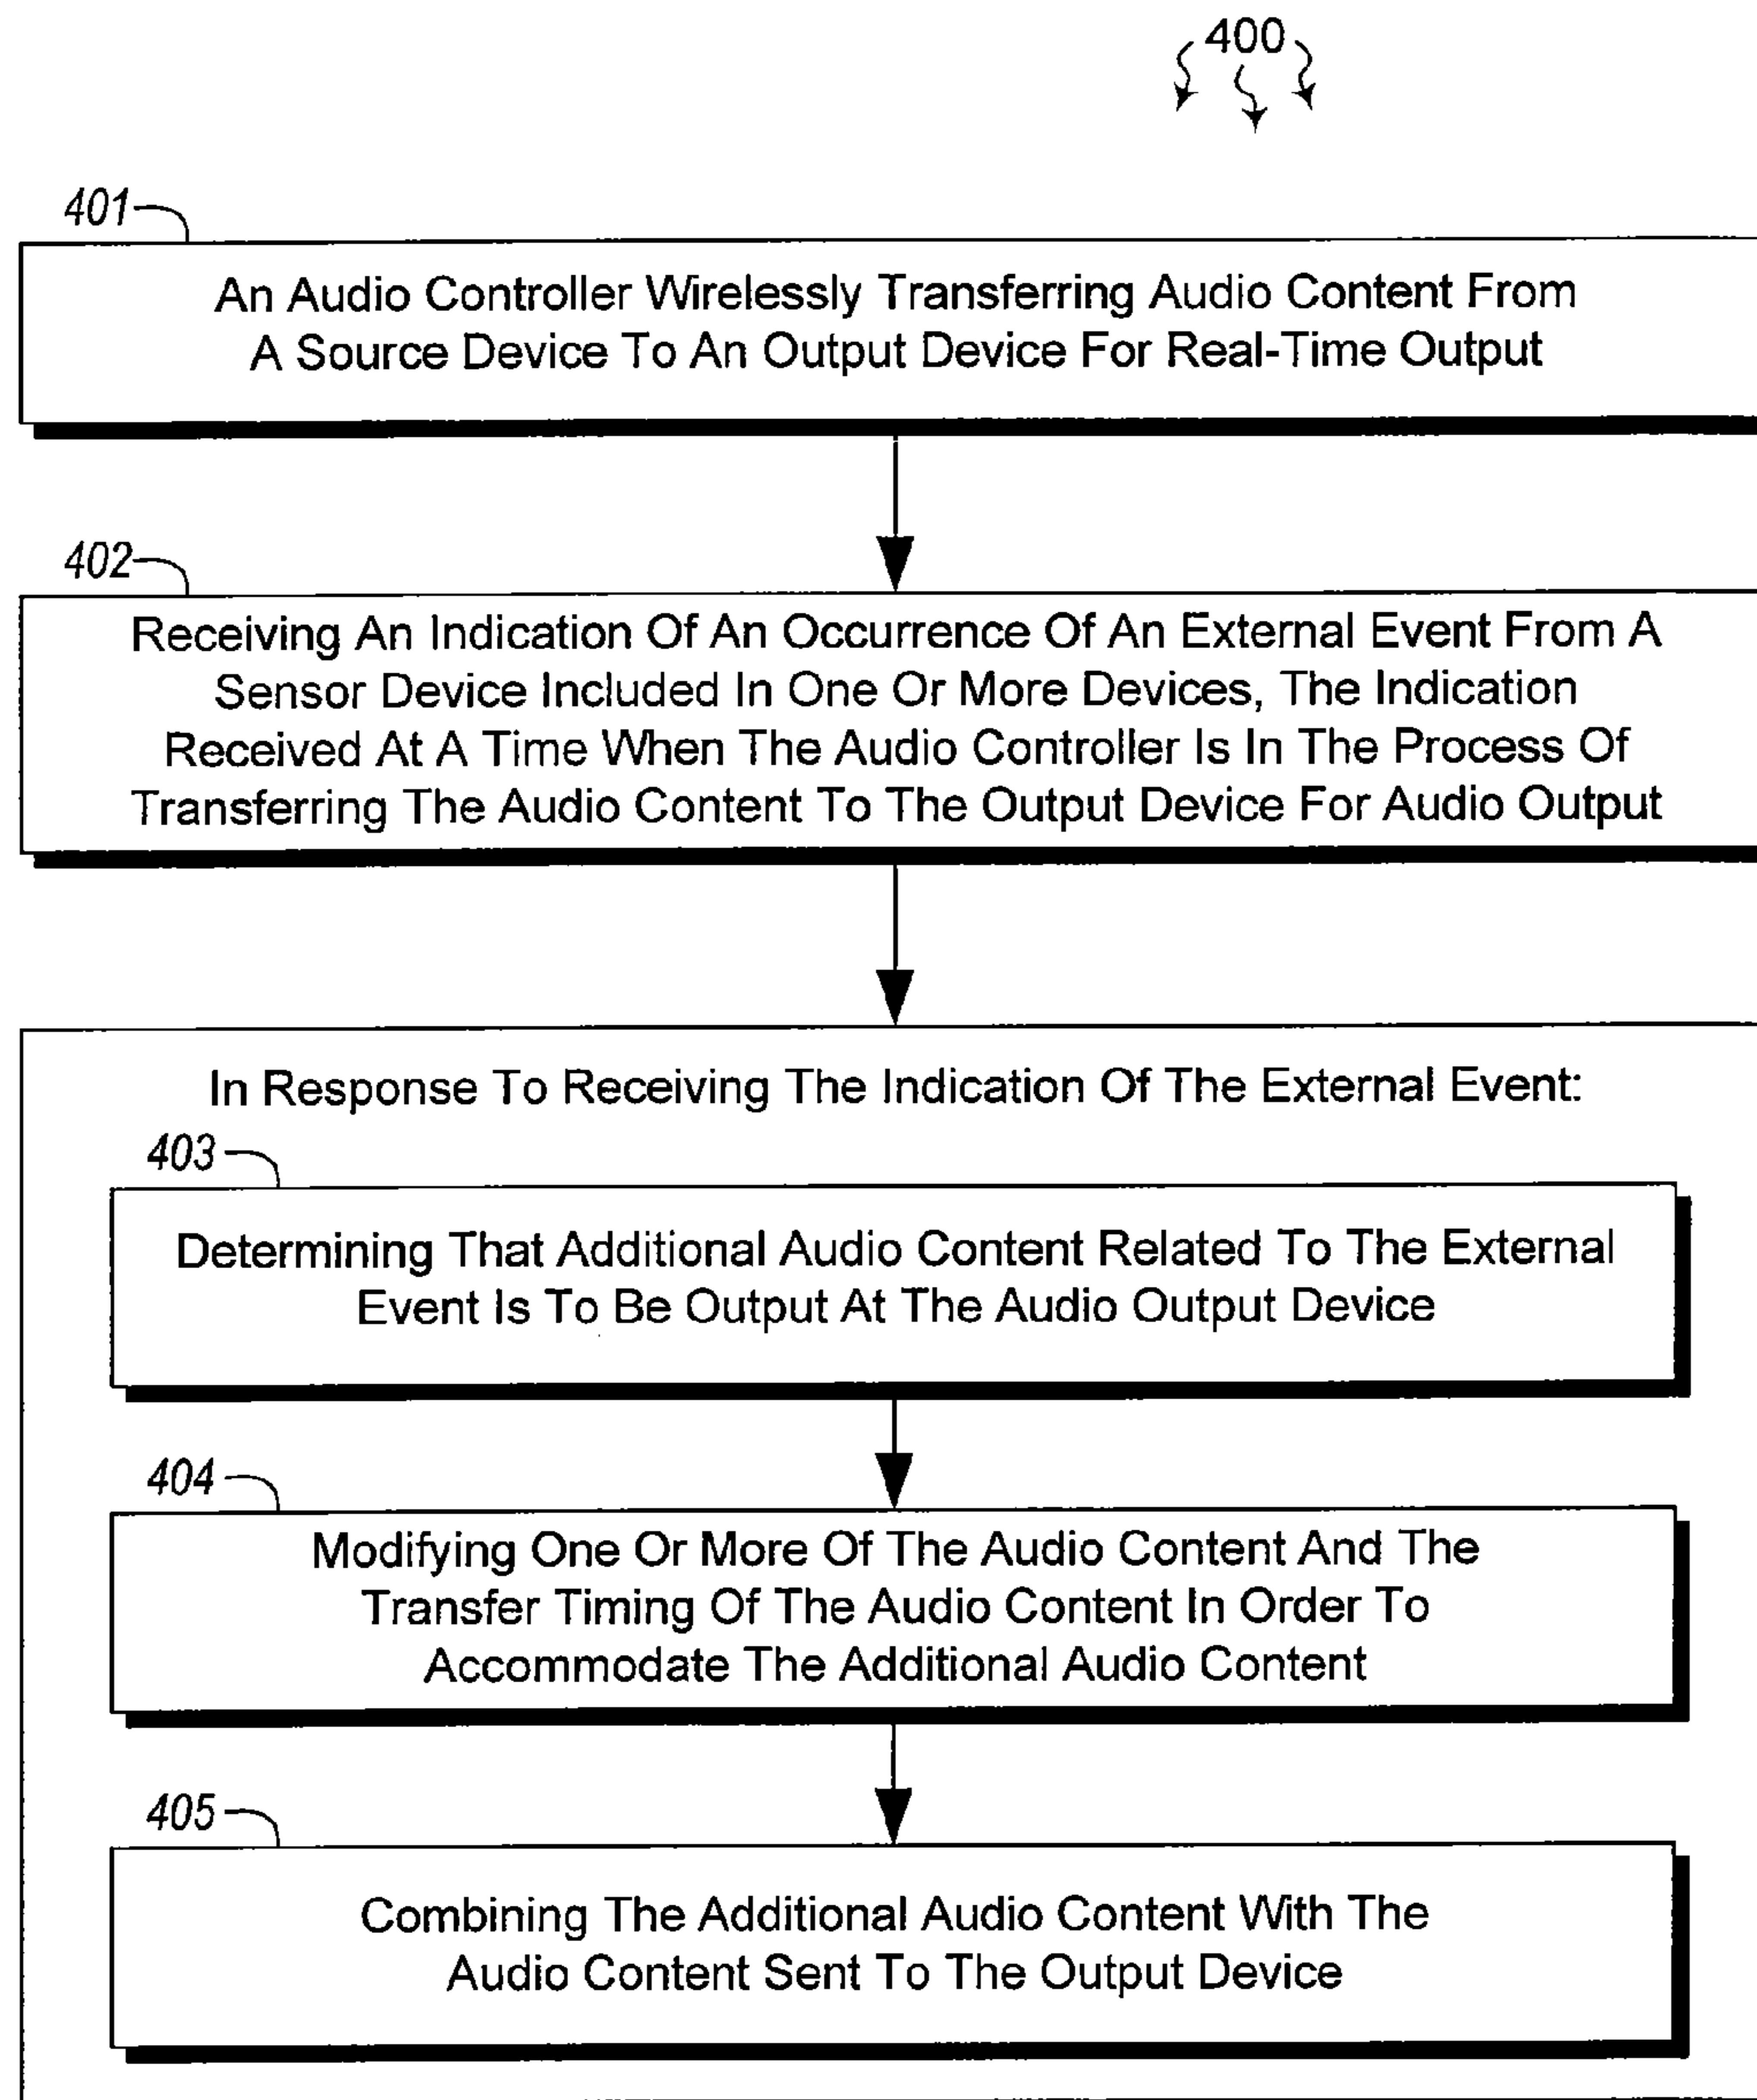 400
401
An Audio Controller Wirelessly Transferring Audio Content From
A Source Device To An Output Device For Real-Time Output
402
Receiving An Indication Of An Occurrence Of An External Event From A
Sensor Device Included In One Or More Devices, The Indication
Received At A Time When The Audio Controller Is In The Process Of
Transferring The Audio Content To The Output Device For Audio Output
In Response To Receiving The Indication Of The External Event:
403
Determining That Additional Audio Content Related To The External
Event Is To Be Output At The Audio Output Device
404
Modifying One Or More Of The Audio Content And The
Transfer Timing Of The Audio Content In Order To
Accommodate The Additional Audio Content
405
Combining The Additional Audio Content With The
Audio Content Sent To The Output Device